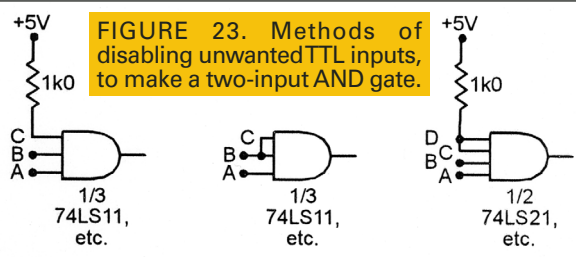 FIGURE 23. Methods of
disabling unwanted TTL inputs,
to make a two-input AND gate.
+5V
1k0
C
B
A
1/3
74LS11,
etc.
C
B
A
1/3
74LS11,
etc.
+5V
1k0
D
C
B
A
1/2
74LS21,
etc.